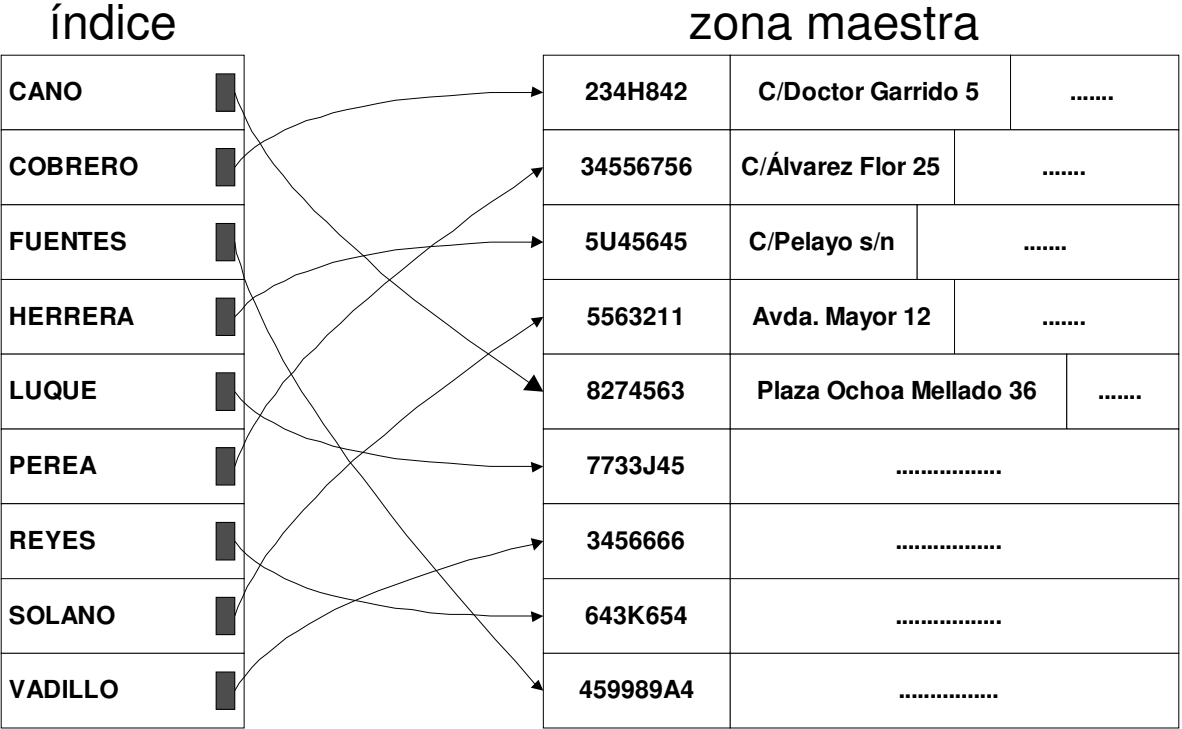 índice zona maestra
CANO 234H842 C/Doctor Garrido 5 .......
COBRERO 34556756 C/Álvarez Flor 25 .......
FUENTES 5U45645 C/Pelayo s/n .......
HERRERA 5563211 Avda. Mayor 12 .......
LUQUE 8274563 Plaza Ochoa Mellado 36 .......
PEREA 7733J45 .................
REYES 3456666 .................
SOLANO 643K654 .................
VADILLO 459989A4 ................